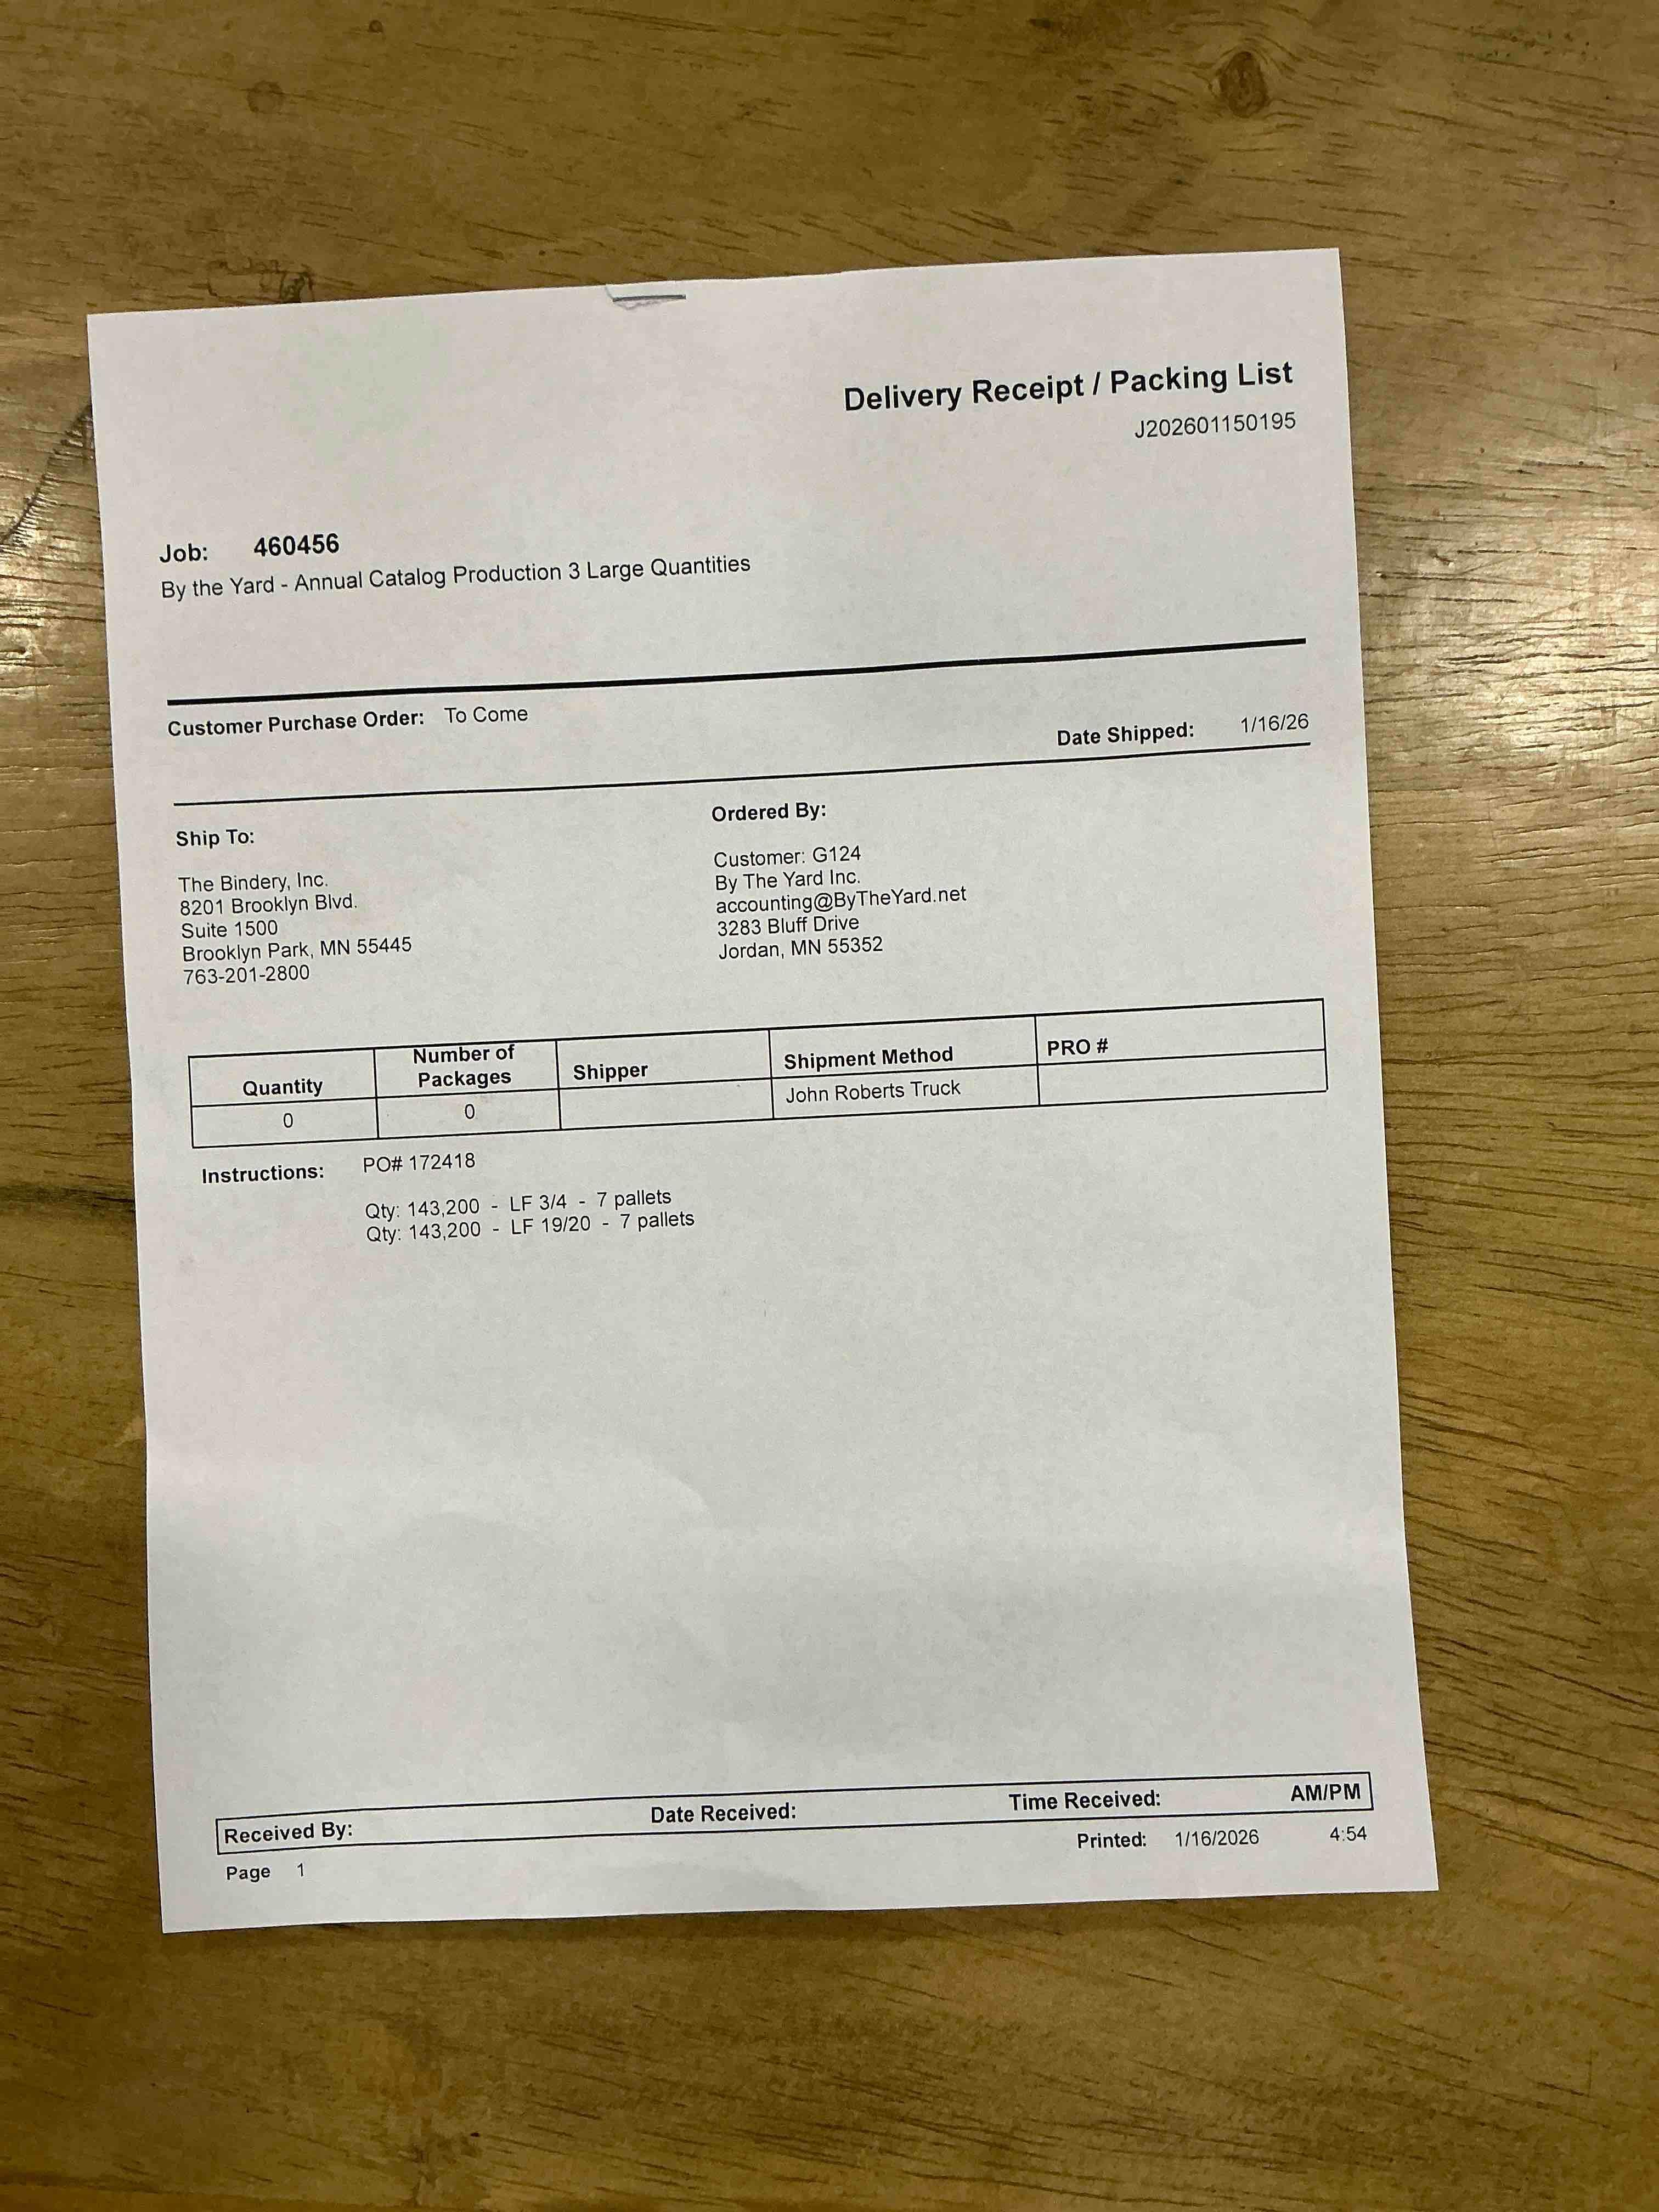 Delivery Receipt / Packing List
J202601150195
Job: 460456
By the Yard - Annual Catalog Production 3 Large Quantities
Customer Purchase Order: To Come
Date Shipped: 1/16/26
Ship To:
The Bindery, Inc.
8201 Brooklyn Blvd.
Suite 1500
Brooklyn Park, MN 55445
763-201-2800
Ordered By:
Customer: G124
By The Yard Inc.
accounting@ByTheYard.net
3283 Bluff Drive
Jordan, MN 55352
Quantity Number of Packages Shipper Shipment Method PRO #
0 0 John Roberts Truck
Instructions: PO# 172418
Qty: 143,200 - LF 3/4 - 7 pallets
Qty: 143,200 - LF 19/20 - 7 pallets
Received By: Date Received: Time Received: AM/PM
Printed: 1/16/2026 4:54
Page 1